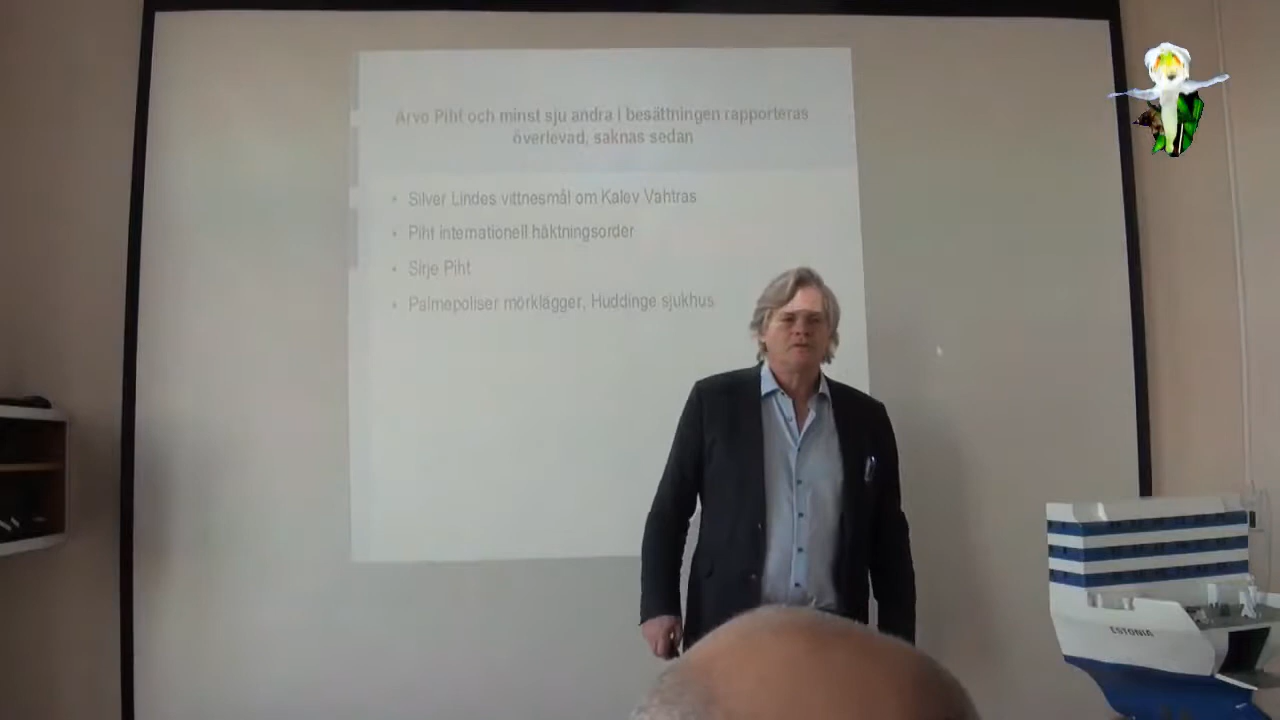 Arvo Piht och minst sju andra i besättningen rapporteras
överlevad, saknas sedan
• Silver Lindes vittnesmål om Kalev Vahtras
• Piht internationell häktningsorder
• Sirje Piht
• Palmepoliser mörklägger, Huddinge sjukhus
ESTONIA